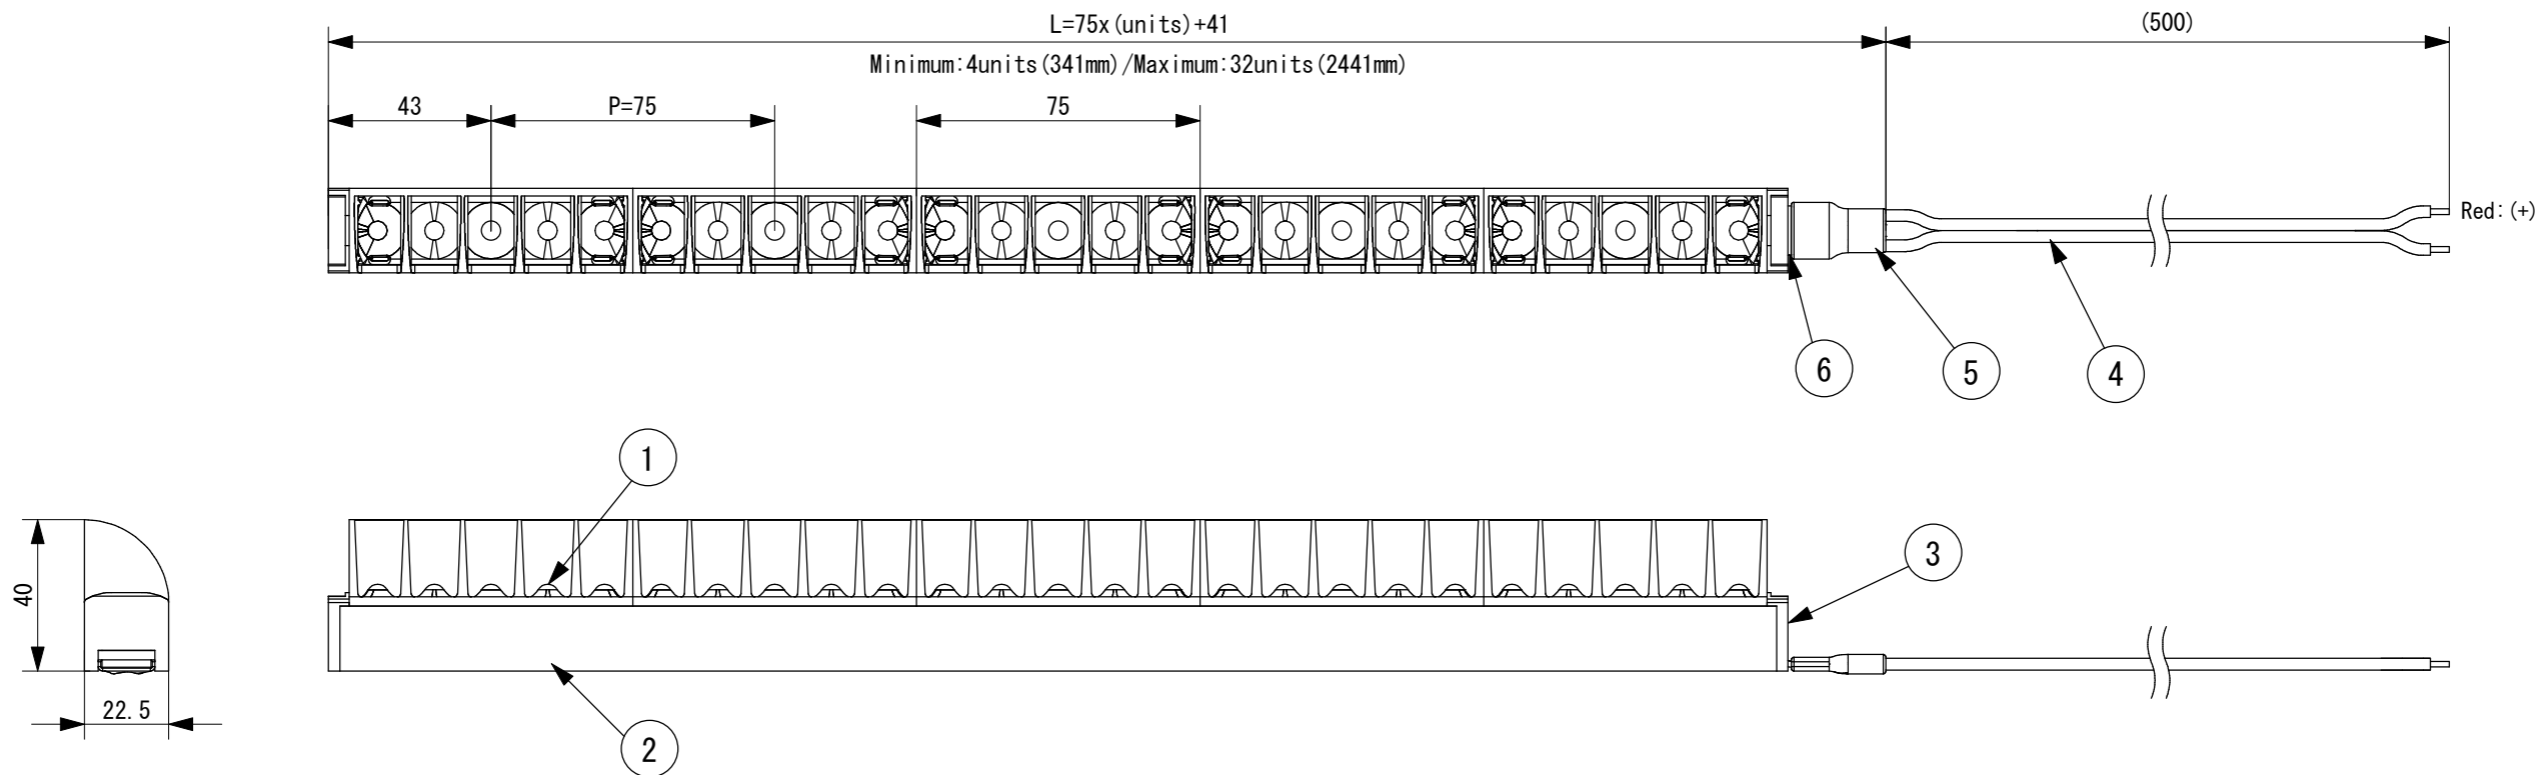 L=75x(units)+41
(500)
Minimum:4units(341mm)/Maximum:32units(2441mm)
43
P=75
75
Red:(+)
6
5
4
1
3
40
22.5
2